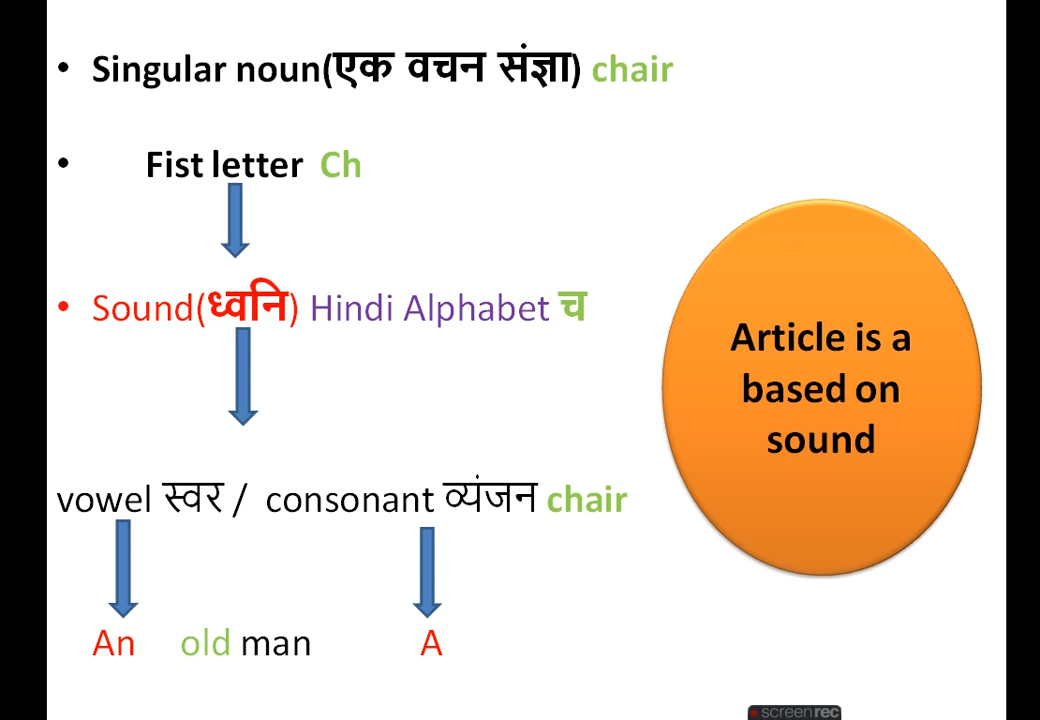 • Singular noun(एक वचन संज्ञा) chair
• Fist letter Ch
• Sound(ध्वनि) Hindi Alphabet च
Article is a
based on
sound
vowel स्वर / consonant व्यंजन chair
An old man A
screenrec